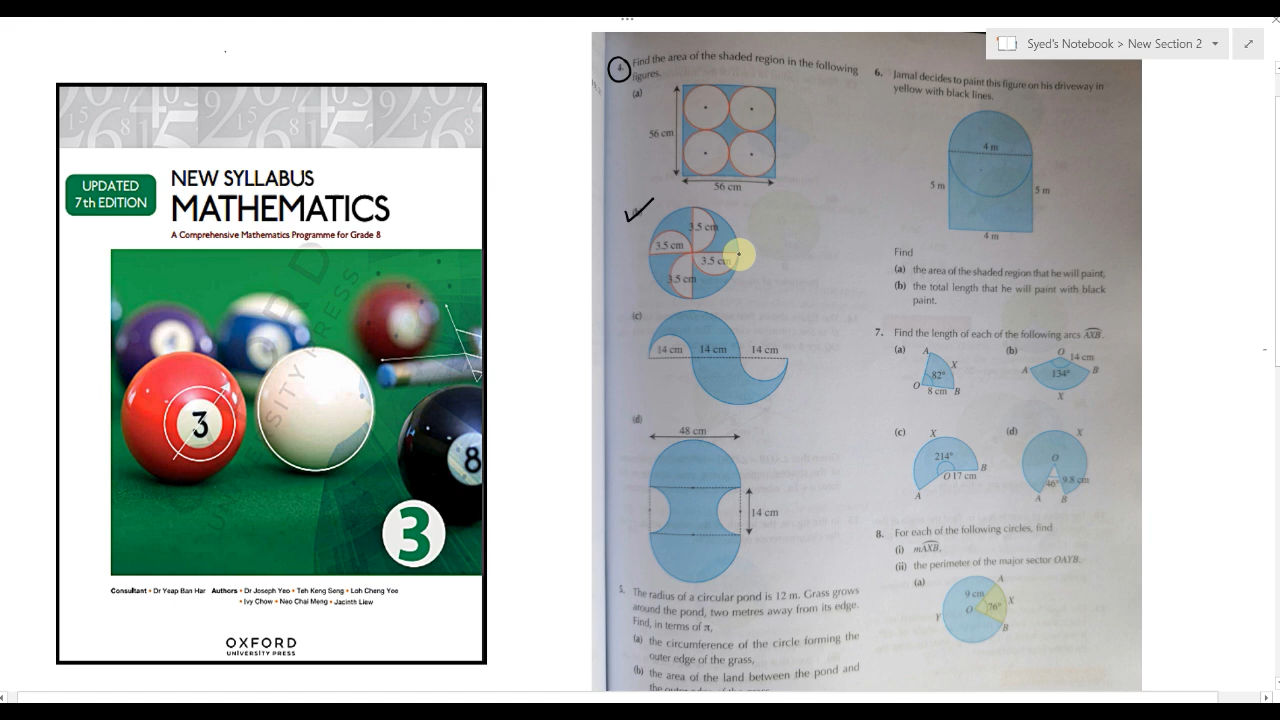 Syed's Notebook > New Section 2
UPDATED
7th EDITION
NEW SYLLABUS
MATHEMATICS
A Comprehensive Mathematics Programme for Grade 8
3
8
3
Consultant • Dr Yeap Ban Har Authors • Dr Joseph Yeo • Teh Keng Seng • Loh Cheng Yee
• Ivy Chow • Neo Chai Meng • Jacinth Liew
OXFORD
UNIVERSITY PRESS
4. Find the area of the shaded region in the following
figures.
(a)
56 cm
56 cm
3.5 cm
3.5 cm
3.5 cm
3.5 cm
(c)
14 cm 14 cm 14 cm
(d)
48 cm
14 cm
5. The radius of a circular pond is 12 m. Grass grows
around the pond, two metres away from its edge.
Find, in terms of π,
(a) the circumference of the circle forming the
outer edge of the grass,
(b) the area of the land between the pond and
the outer edge of the grass
6. Jamal decides to paint this figure on his driveway in
yellow with black lines.
4 m
5 m 5 m
4 m
Find
(a) the area of the shaded region that he will paint,
(b) the total length that he will paint with black
paint.
7. Find the length of each of the following arcs AXB.
(a) A X 82° O 8 cm B
(b) O 14 cm A 134° B X
(c) X 214° B O 17 cm A
(d) X O 46° 9.8 cm A B
8. For each of the following circles, find
(i) mAXB,
(ii) the perimeter of the major sector OAYB.
(a)
9 cm A
O 76° X
Y B